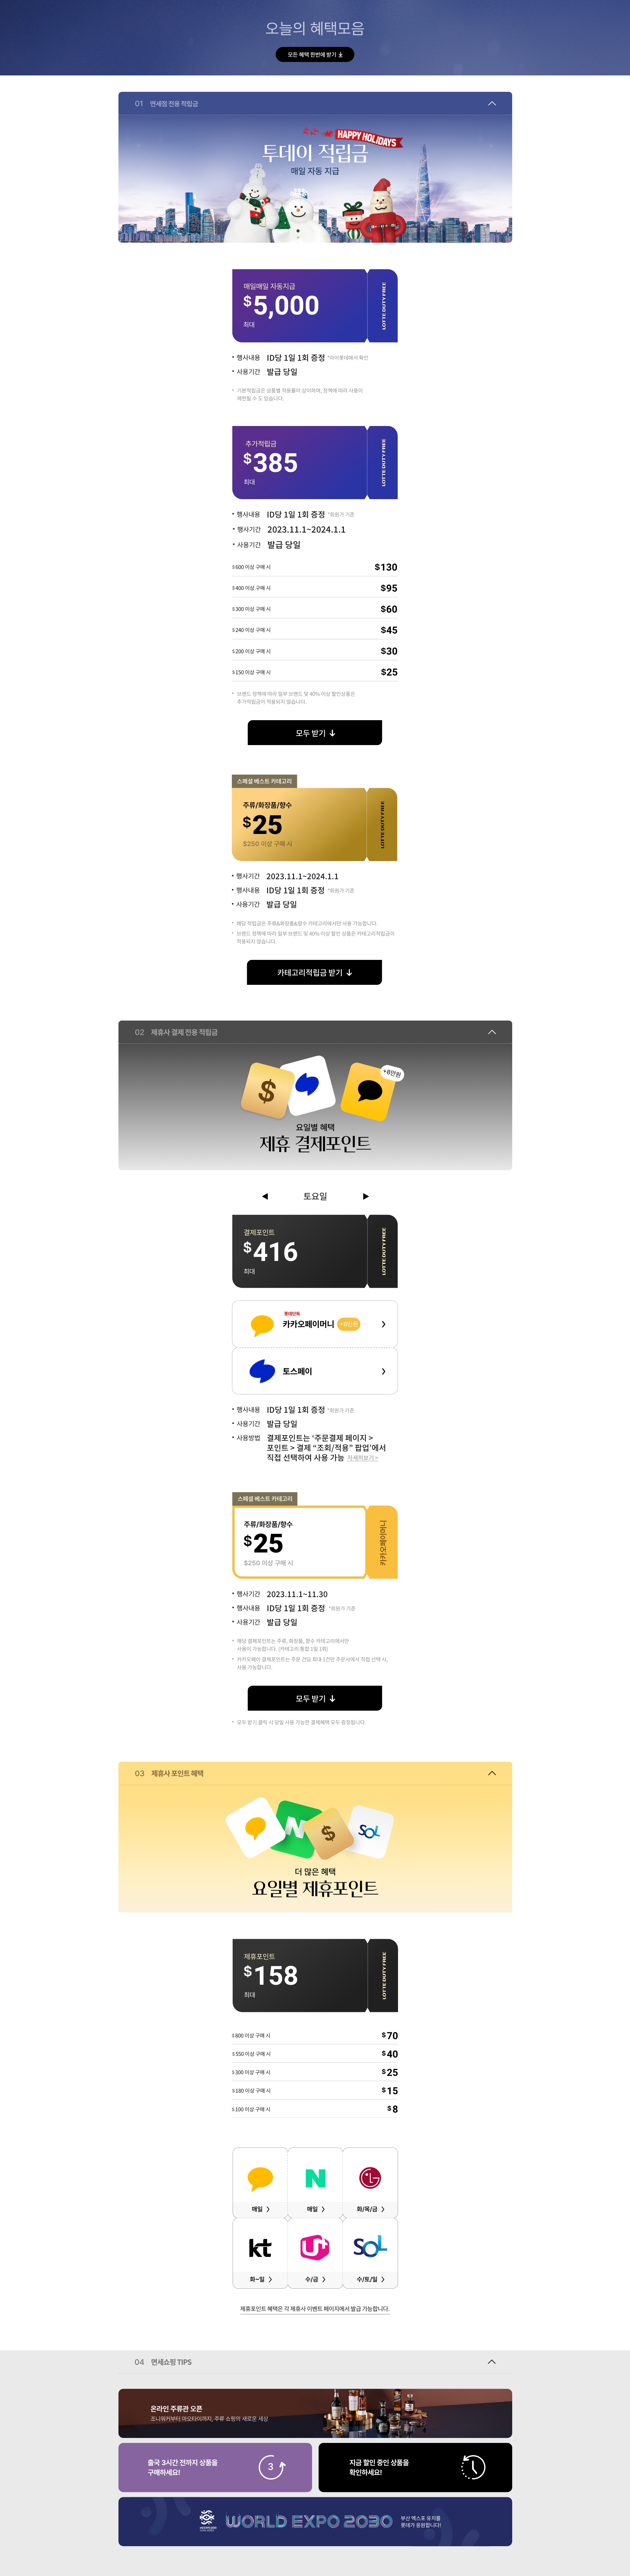 오늘의 혜택모음
모든 혜택 한번에 받기
01 면세점 전용 적립금
HAPPY HOLIDAYS
투데이 적립금
매일 자동 지급
매일매일 자동지급
$5,000
최대
LOTTE DUTY FREE
• 행사내용 ID당 1일 1회 증정 *마이롯데에서 확인
• 사용기간 발급 당일
* 기본적립금은 상품별 적용률이 상이하며, 정책에 따라 사용이
제한될 수 도 있습니다.
추가적립금
$385
최대
LOTTE DUTY FREE
• 행사내용 ID당 1일 1회 증정 *회원가 기준
• 행사기간 2023.11.1~2024.1.1
• 사용기간 발급 당일
$600 이상 구매 시 $130
$400 이상 구매 시 $95
$300 이상 구매 시 $60
$240 이상 구매 시 $45
$200 이상 구매 시 $30
$150 이상 구매 시 $25
* 브랜드 정책에 따라 일부 브랜드 및 40% 이상 할인상품은
추가적립금이 적용되지 않습니다.
모두 받기
스페셜 베스트 카테고리
주류/화장품/향수
$25
$250 이상 구매 시
LOTTE DUTY FREE
• 행사기간 2023.11.1~2024.1.1
• 행사내용 ID당 1일 1회 증정 *회원가 기준
• 사용기간 발급 당일
* 해당 적립금은 주류&화장품&향수 카테고리에서만 사용 가능합니다.
* 브랜드 정책에 따라 일부 브랜드 및 40% 이상 할인 상품은 카테고리적립금이
적용되지 않습니다.
카테고리적립금 받기
02 제휴사 결제 전용 적립금
$
+8만원
요일별 혜택
제휴 결제포인트
◀ 토요일 ▶
결제포인트
$416
최대
LOTTE DUTY FREE
롯데단독
카카오페이머니 +8만원
토스페이
• 행사내용 ID당 1일 1회 증정 *회원가 기준
• 사용기간 발급 당일
• 사용방법 결제포인트는 ‘주문결제 페이지 >
포인트 > 결제 “조회/적용” 팝업’에서
직접 선택하여 사용 가능 자세히보기 >
스페셜 베스트 카테고리
주류/화장품/향수
$25
$250 이상 구매 시
카카오페이머니
• 행사기간 2023.11.1~11.30
• 행사내용 ID당 1일 1회 증정 *회원가 기준
• 사용기간 발급 당일
* 해당 결제포인트는 주류, 화장품, 향수 카테고리에서만
사용이 가능합니다. (카테고리 통합 1일 1회)
* 카카오페이 결제포인트는 주문 건당 최대 1건만 주문서에서 직접 선택 시,
사용 가능합니다.
모두 받기
* 모두 받기 클릭 시 당일 사용 가능한 결제혜택 모두 증정됩니다.
03 제휴사 포인트 혜택
N
$
SOL
더 많은 혜택
요일별 제휴포인트
제휴포인트
$158
최대
LOTTE DUTY FREE
$800 이상 구매 시 $70
$550 이상 구매 시 $40
$300 이상 구매 시 $25
$180 이상 구매 시 $15
$100 이상 구매 시 $8
N
LG
매일 매일 화/목/금
kt
U+
SOL
화~일 수/금 수/토/일
제휴포인트 혜택은 각 제휴사 이벤트 페이지에서 발급 가능합니다.
04 면세쇼핑 TIPS
온라인 주류관 오픈
조니워커부터 마오타이까지, 주류 쇼핑의 새로운 세상
출국 3시간 전까지 상품을
구매하세요!
3
지금 할인 중인 상품을
확인하세요!
WORLD EXPO 2030
부산 엑스포 유치를
롯데가 응원합니다!